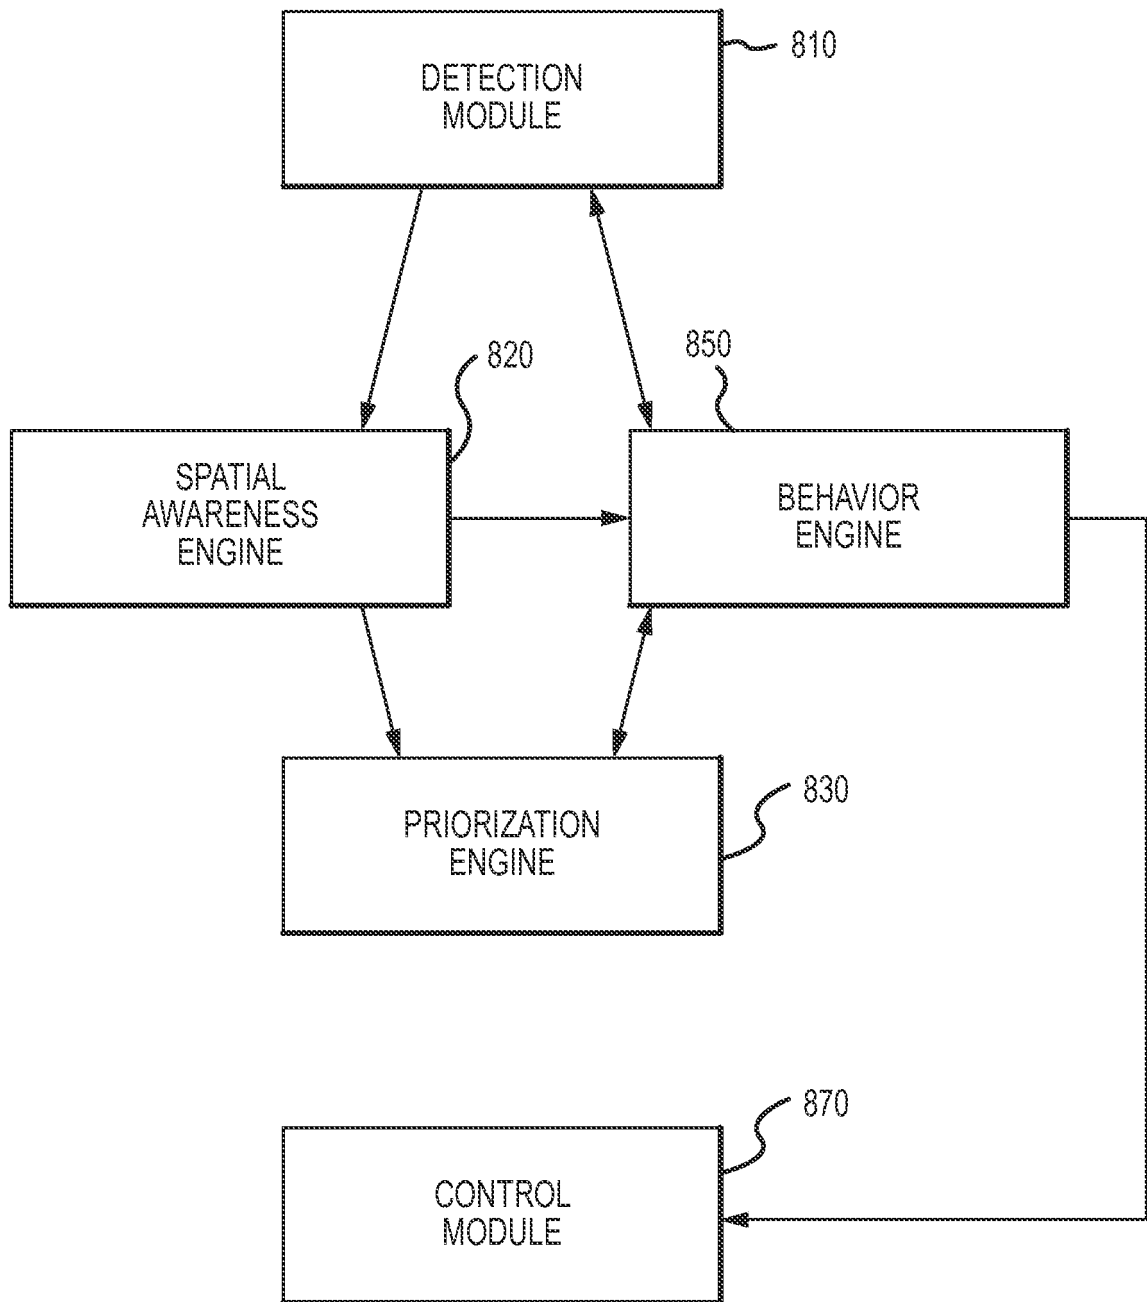 DETECTION
MODULE
810
820
850
SPATIAL
AWARENESS
ENGINE
BEHAVIOR
ENGINE
PRIORIZATION
ENGINE
830
870
CONTROL
MODULE